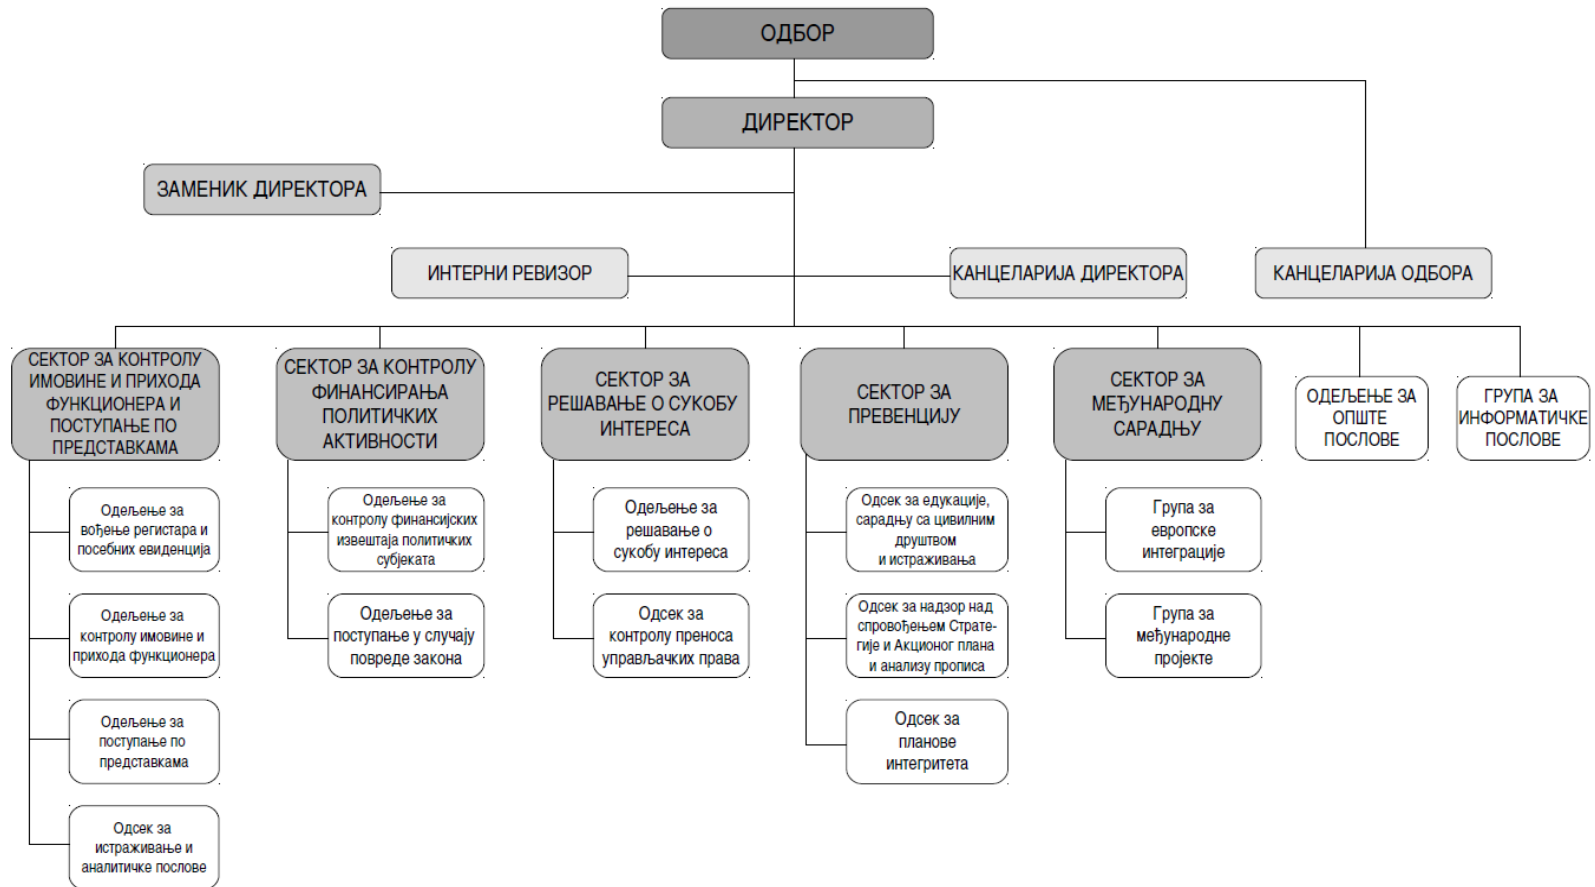 ОДБОР
ДИРЕКТОР
ЗАМЕНИК ДИРЕКТОРА
ИНТЕРНИ РЕВИЗОР
КАНЦЕЛАРИЈА ДИРЕКТОРА
КАНЦЕЛАРИЈА ОДБОРА
СЕКТОР ЗА КОНТРОЛУ
ИМОВИНЕ И ПРИХОДА
ФУНКЦИОНЕРА И
ПОСТУПАЊЕ ПО
ПРЕДСТАВКАМА
СЕКТОР ЗА КОНТРОЛУ
ФИНАНСИРАЊА
ПОЛИТИЧКИХ
АКТИВНОСТИ
СЕКТОР ЗА
РЕШАВАЊЕ О СУКОБУ
ИНТЕРЕСА
СЕКТОР ЗА
ПРЕВЕНЦИЈУ
СЕКТОР ЗА
МЕЂУНАРОДНУ
САРАДЊУ
ОДЕЉЕЊЕ ЗА
ОПШТЕ
ПОСЛОВЕ
ГРУПА ЗА
ИНФОРМАТИЧКЕ
ПОСЛОВЕ
Одељење за
вођење регистара и
посебних евиденција
Одељење за
контролу имовине и
прихода функционера
Одељење за
поступање по
представкама
Одсек за
истраживање и
аналитичке послове
Одељење за
контролу финансијских
извештаја политичких
субјеката
Одељење за
поступање у случају
повреде закона
Одељење за
решавање о
сукобу интереса
Одсек за
контролу преноса
управљачких права
Одсек за едукације,
сарадњу са цивилним
друштвом
и истраживања
Одсек за надзор над
спровођењем Страте-
гије и Акционог плана
и анализу прописа
Одсек за
планове
интегритета
Група за
европске
интеграције
Група за
међународне
пројекте